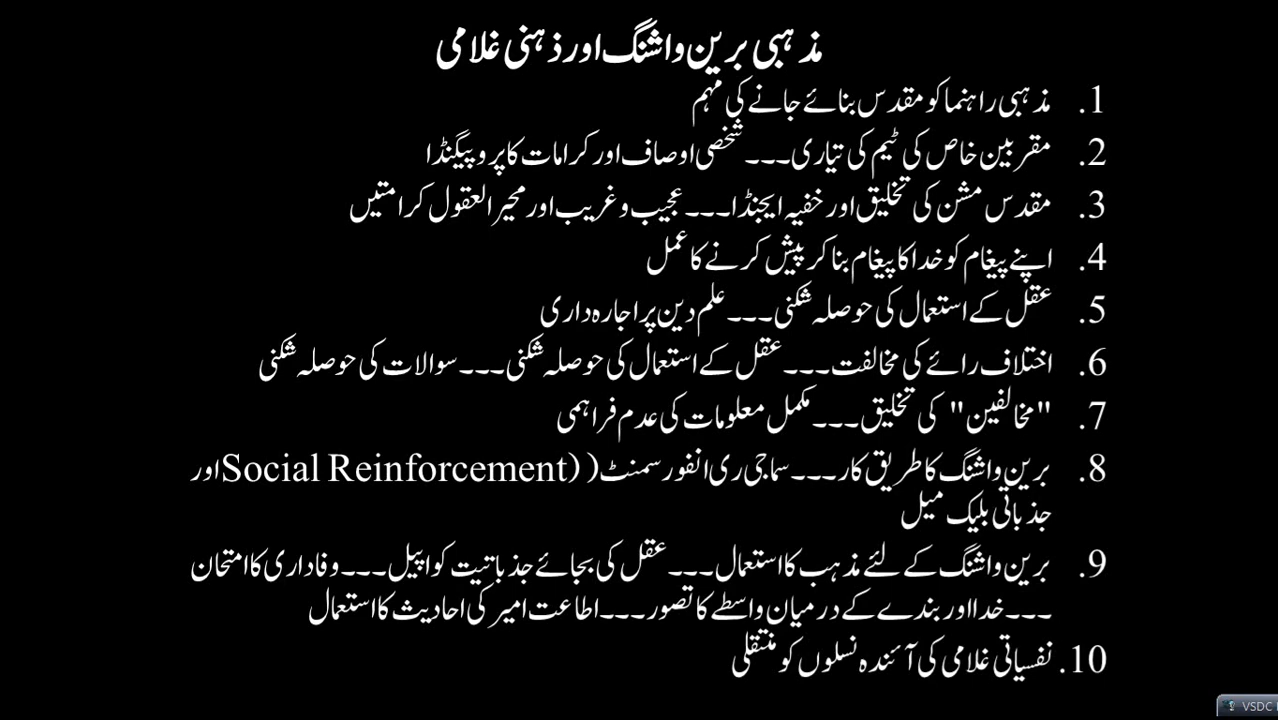 مذہبی برین واشنگ اور ذہنی غلامی
1. مذہبی راہنما کو مقدس بنائے جانے کی مہم
2. مقربین خاص کی ٹیم کی تیاری۔۔۔ شخصی اوصاف اور کرامات کا پروپیگنڈا
3. مقدس مشن کی تخلیق اور خفیہ ایجنڈا۔۔۔ عجیب و غریب اور محیر العقول کرامتیں
4. اپنے پیغام کو خدا کا پیغام بنا کر پیش کرنے کا عمل
5. عقل کے استعمال کی حوصلہ شکنی۔۔۔ علم دین پر اجارہ داری
6. اختلاف رائے کی مخالفت۔۔۔ عقل کے استعمال کی حوصلہ شکنی۔۔۔ سوالات کی حوصلہ شکنی
7. "مخالفین" کی تخلیق۔۔۔ مکمل معلومات کی عدم فراہمی
8. برین واشنگ کا طریق کار۔۔۔ سماجی ری انفورسمنٹ ((Social Reinforcement اور
جذباتی بلیک میل
9. برین واشنگ کے لئے مذہب کا استعمال۔۔۔ عقل کی بجائے جذباتیت کو اپیل۔۔۔ وفاداری کا امتحان
۔۔۔ خدا اور بندے کے درمیان واسطے کا تصور۔۔۔ اطاعت امیر کی احادیث کا استعمال
10. نفسیاتی غلامی کی آئندہ نسلوں کو منتقلی
VSDC